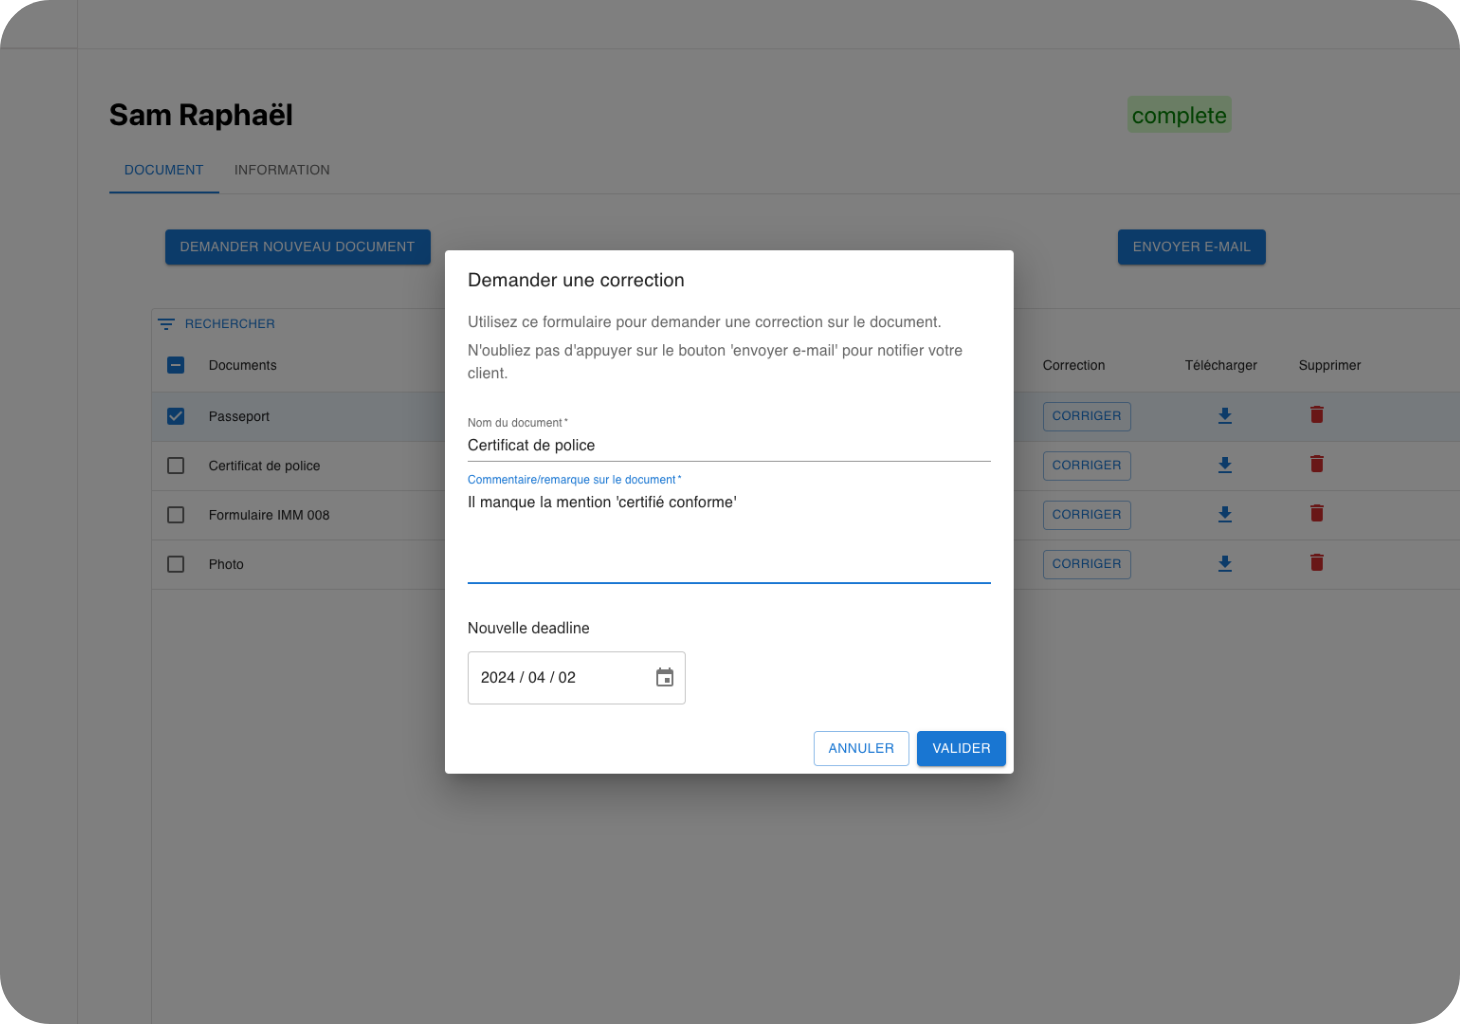 Sam Raphaël
complete
DOCUMENT
INFORMATION
DEMANDER NOUVEAU DOCUMENT
ENVOYER E-MAIL
RECHERCHER
Documents
Correction
Télécharger
Supprimer
Passeport
CORRIGER
Certificat de police
CORRIGER
Formulaire IMM 008
CORRIGER
Photo
CORRIGER
Demander une correction
Utilisez ce formulaire pour demander une correction sur le document.
N'oubliez pas d'appuyer sur le bouton 'envoyer e-mail' pour notifier votre
client.
Nom du document *
Certificat de police
Commentaire/remarque sur le document *
Il manque la mention 'certifié conforme'
Nouvelle deadline
2024 / 04 / 02
ANNULER
VALIDER